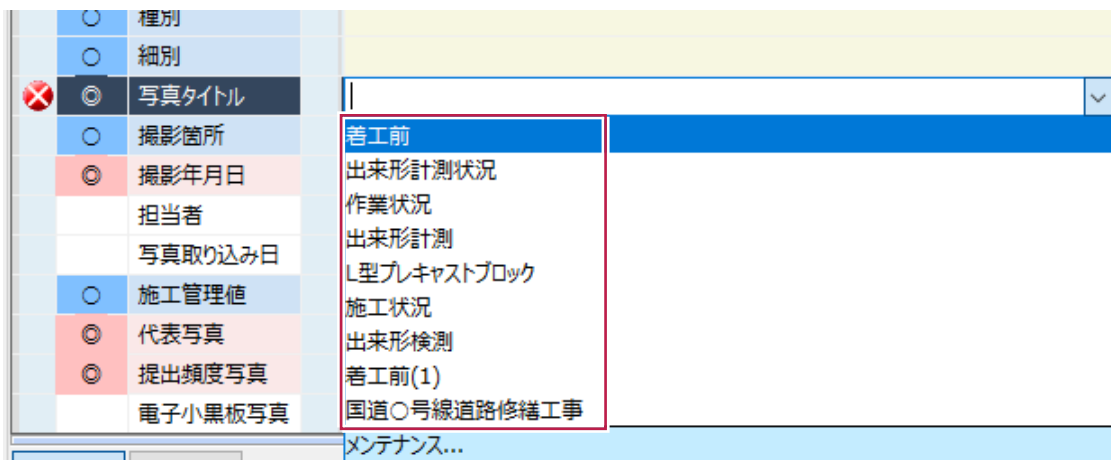 ○ 種別
○ 細別
◎ 写真タイトル
○ 撮影箇所
◎ 撮影年月日
担当者
写真取り込み日
○ 施工管理値
◎ 代表写真
◎ 提出頻度写真
電子小黒板写真
着工前
出来形計測状況
作業状況
出来形計測
L型プレキャストブロック
施工状況
出来形検測
着工前(1)
国道○号線道路修繕工事
メンテナンス...